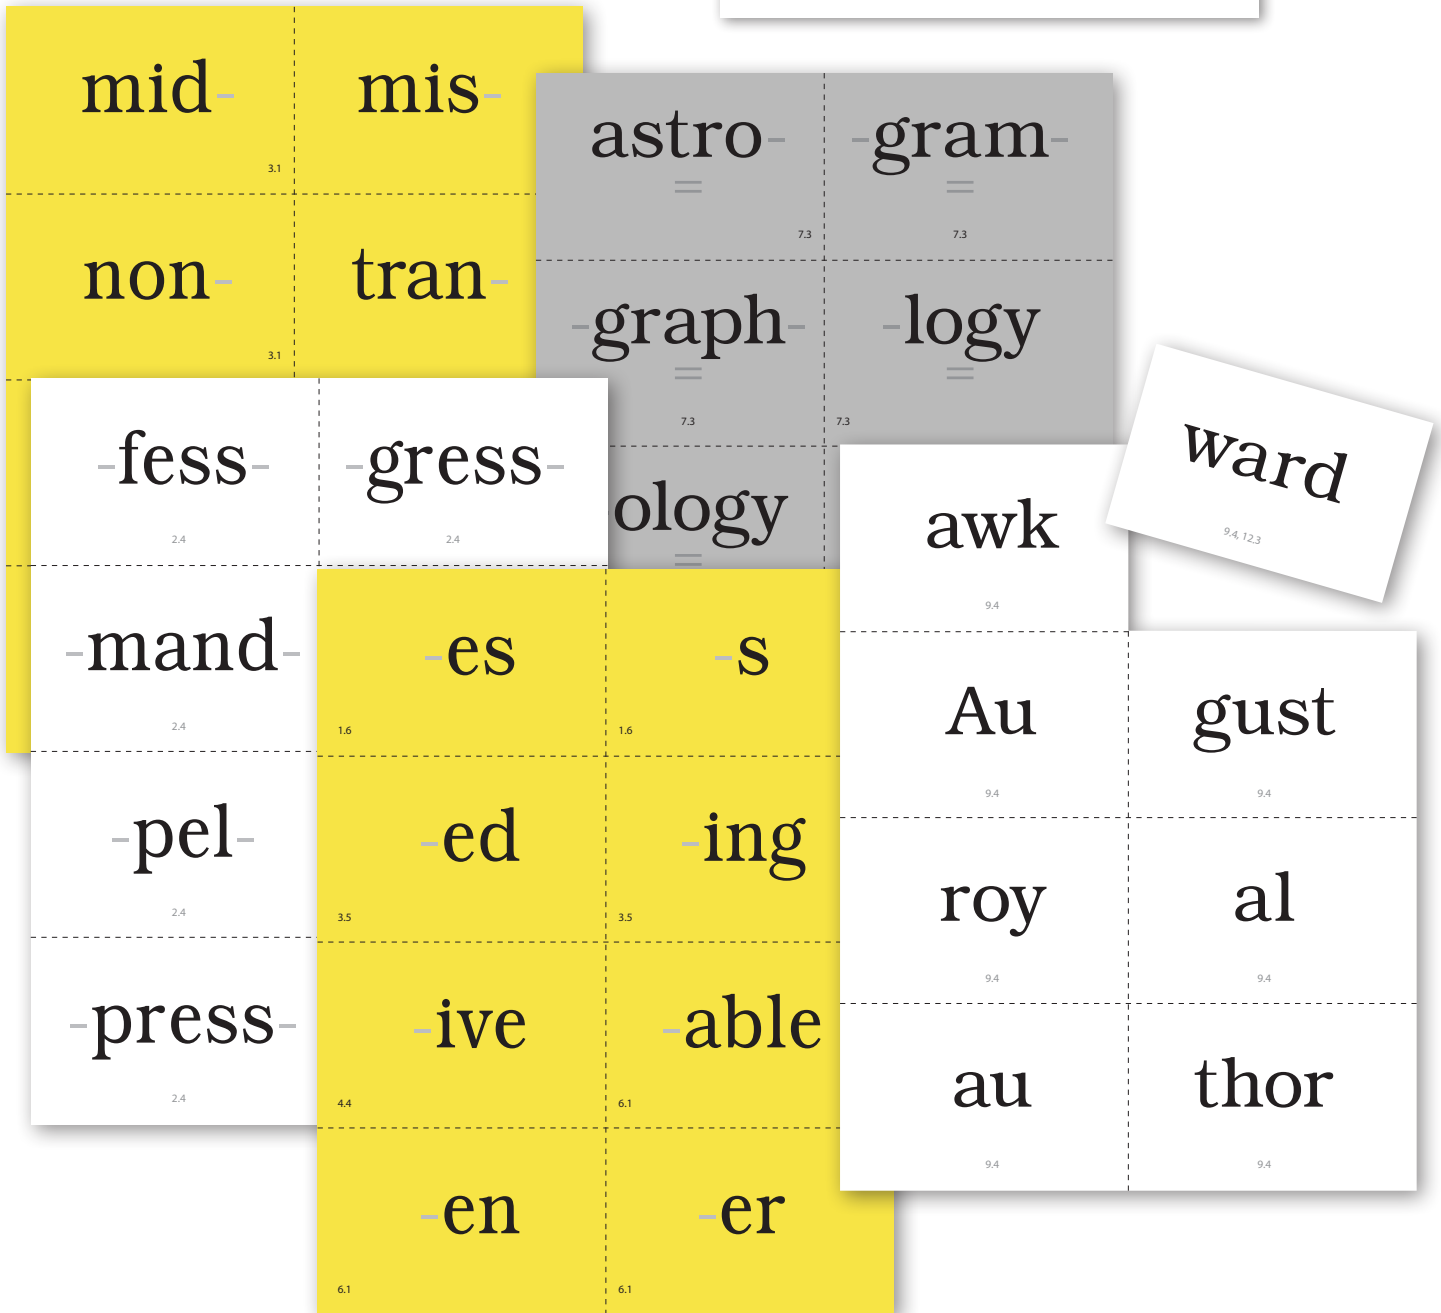 mid- mis-
3.1
non- tran-
3.1
astro- -gram-
7.3 7.3
-graph- -logy
7.3 7.3
ology
-fess- -gress-
2.4 2.4
-mand-
2.4
-pel-
2.4
-press-
2.4
-es -s
1.6 1.6
-ed -ing
3.5 3.5
-ive -able
4.4 6.1
-en -er
6.1 6.1
awk
9.4
ward
9.4, 12.3
Au gust
9.4 9.4
roy al
9.4 9.4
au thor
9.4 9.4